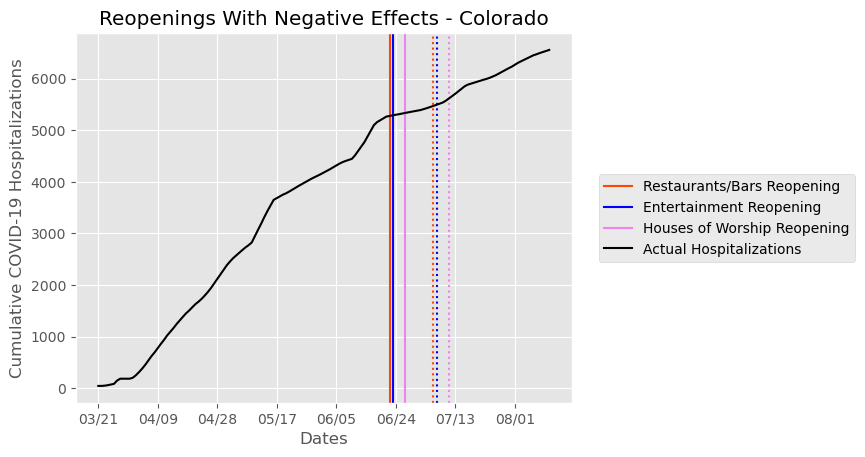 Reopenings With Negative Effects - Colorado
Cumulative COVID-19 Hospitalizations
6000
5000
4000
3000
2000
1000
0
03/21 04/09 04/28 05/17 06/05 06/24 07/13 08/01
Dates
Restaurants/Bars Reopening
Entertainment Reopening
Houses of Worship Reopening
Actual Hospitalizations